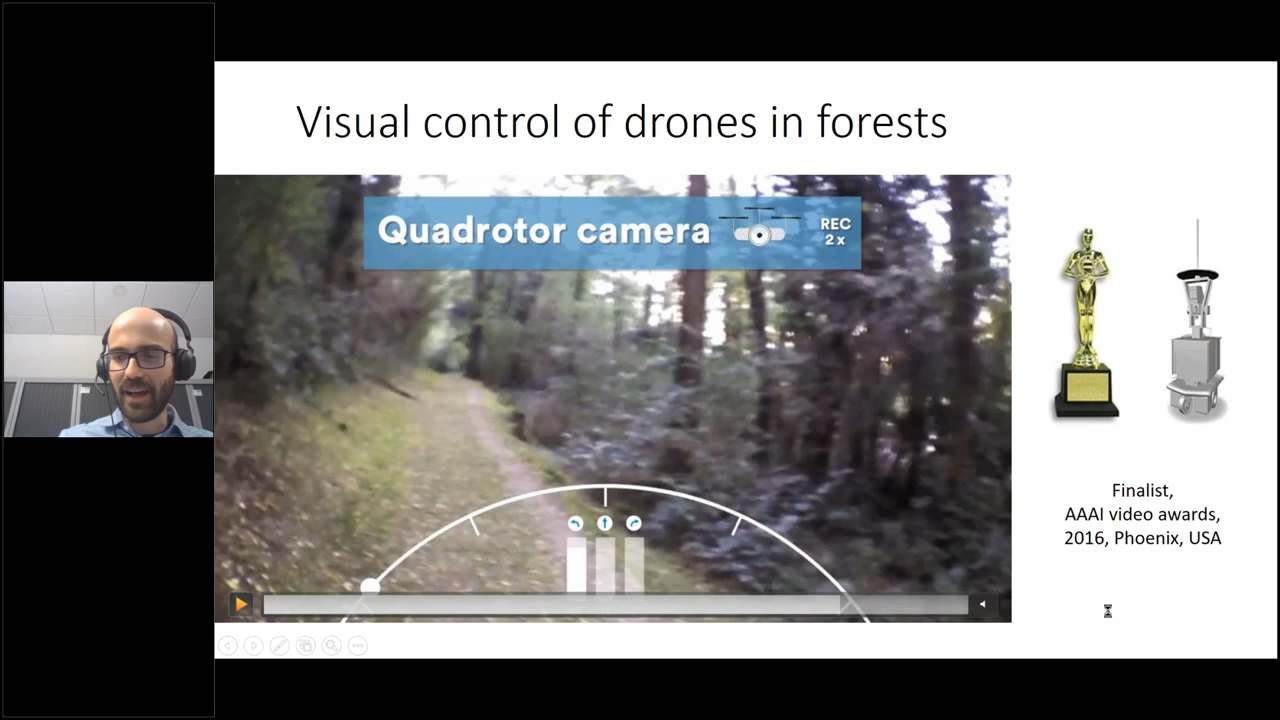 Visual control of drones in forests
Quadrotor camera
REC
2x
Finalist,
AAAI video awards,
2016, Phoenix, USA